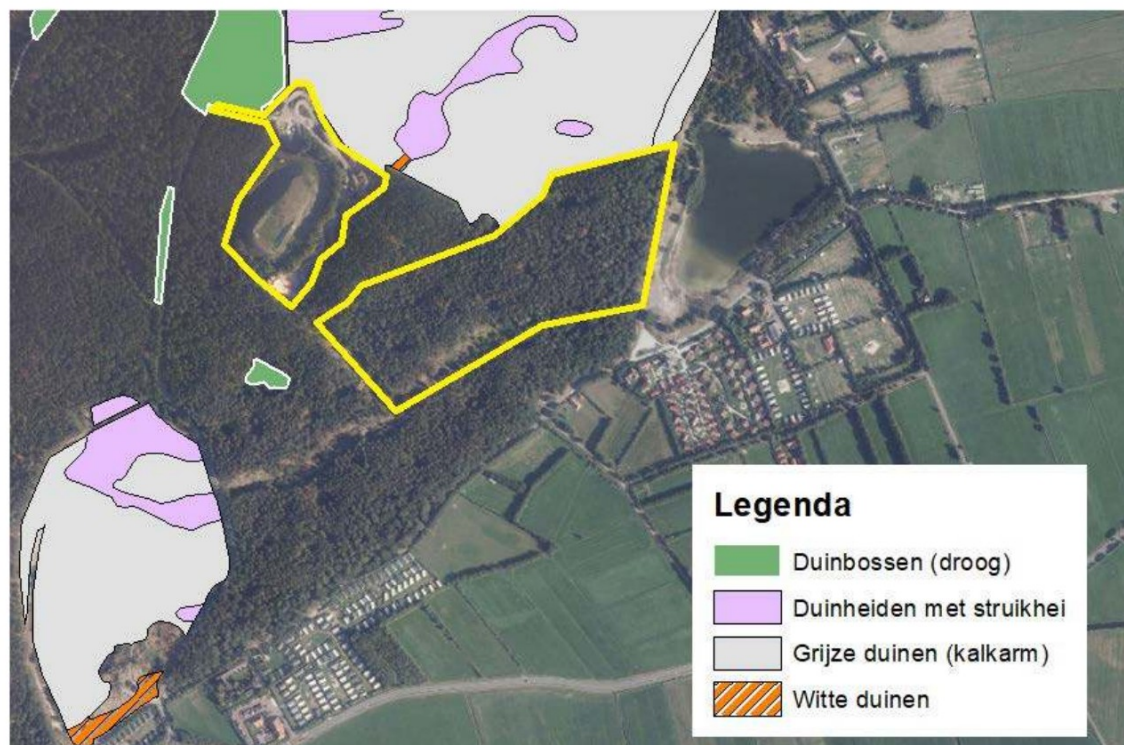 Legenda
Duinbossen (droog)
Duinheiden met struikhei
Grijze duinen (kalkarm)
Witte duinen